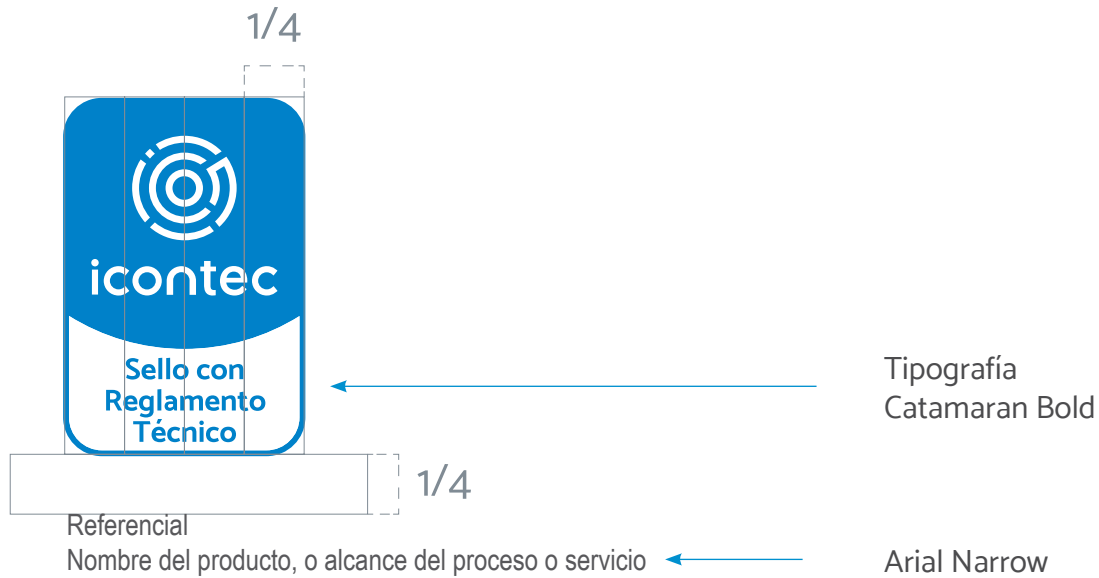 1/4
icontec
Sello con
Reglamento
Técnico
Tipografía
Catamaran Bold
1/4
Referencial
Nombre del producto, o alcance del proceso o servicio
Arial Narrow